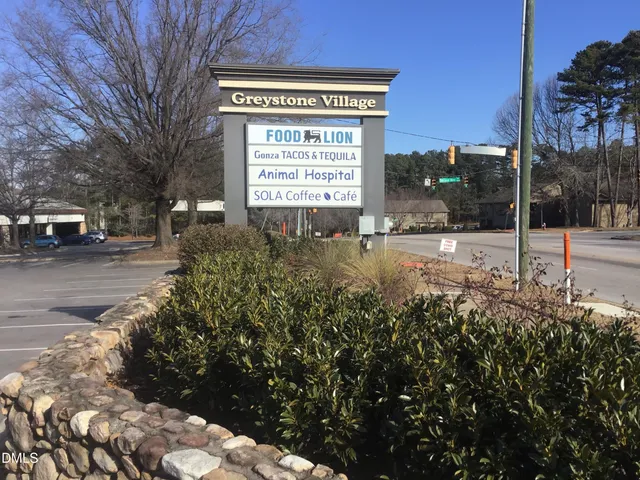 Greystone Village
FOOD LION
Gonza TACOS & TEQUILA
Animal Hospital
SOLA Coffee Café
DMLS